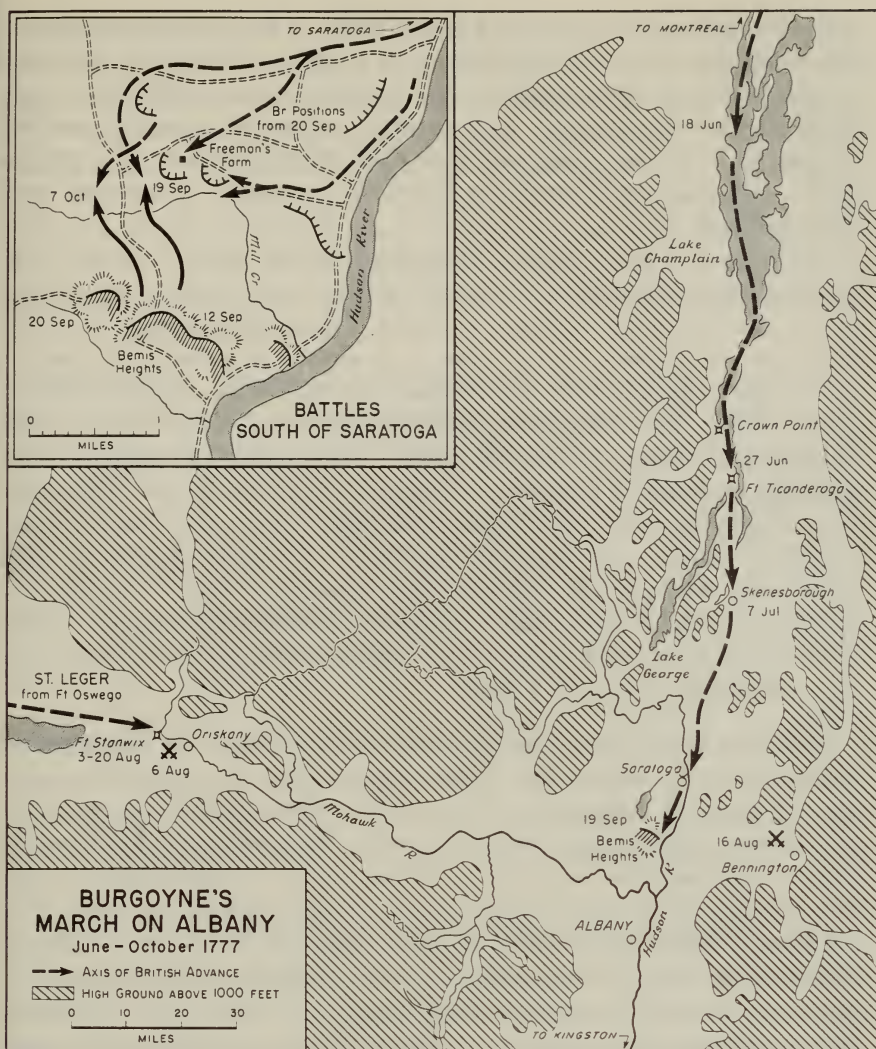 TO SARATOGA
Br Positions
from 20 Sep
Freeman's
Farm
19 Sep
7 Oct
Mill Cr
Hudson River
20 Sep
12 Sep
Bemis
Heights
0 1
MILES
BATTLES
SOUTH OF SARATOGA
TO MONTREAL
18 Jun
Lake
Champlain
Crown Point
27 Jun
Ft Ticonderoga
Skenesborough
7 Jul
Lake
George
ST. LEGER
from Ft Oswego
Ft Stanwix
3-20 Aug
Oriskany
6 Aug
Mohawk R
Saratoga
19 Sep
Bemis
Heights
16 Aug
Bennington
ALBANY
Hudson R
TO KINGSTON
BURGOYNE'S
MARCH ON ALBANY
June - October 1777
AXIS OF BRITISH ADVANCE
HIGH GROUND ABOVE 1000 FEET
0 10 20 30
MILES